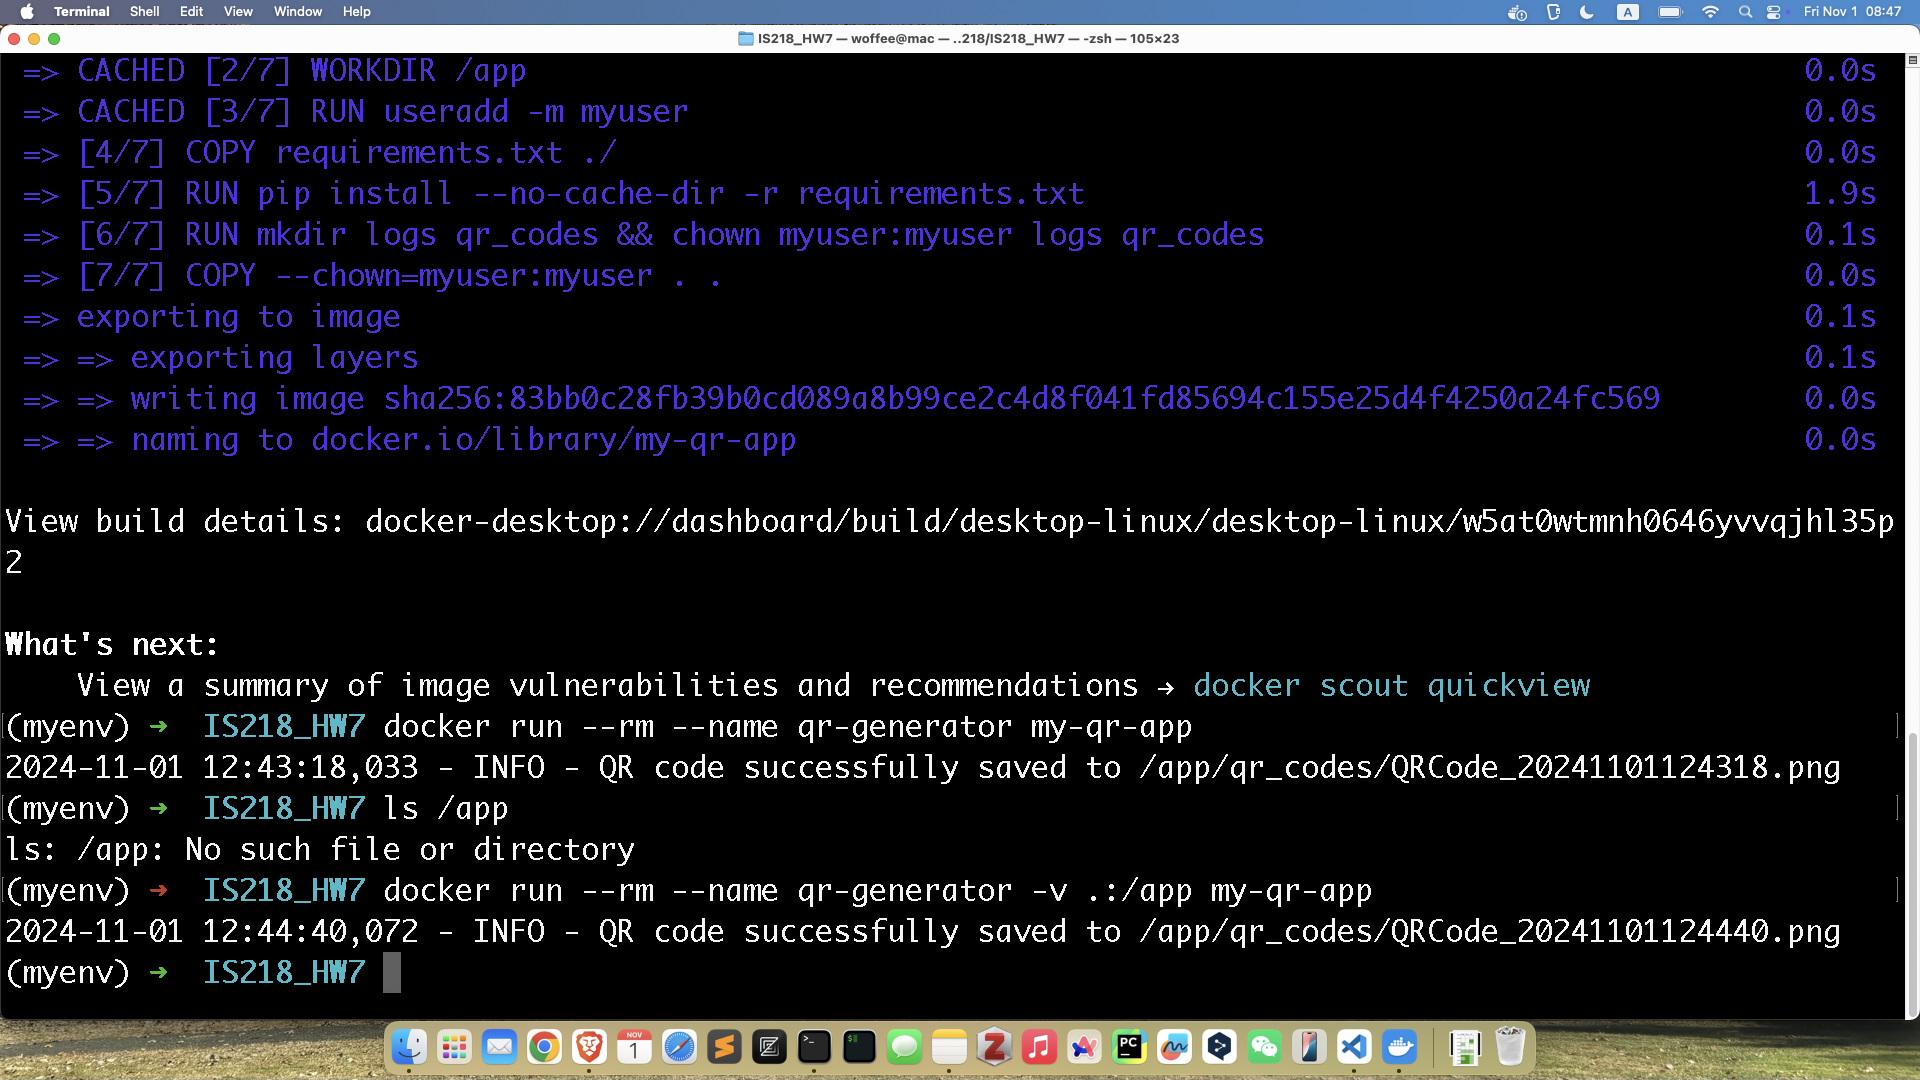 Terminal Shell Edit View Window Help A Fri Nov 1 08:47
IS218_HW7 — woffee@mac — ..218/IS218_HW7 — -zsh — 105×23
=> CACHED [2/7] WORKDIR /app 0.0s
=> CACHED [3/7] RUN useradd -m myuser 0.0s
=> [4/7] COPY requirements.txt ./ 0.0s
=> [5/7] RUN pip install --no-cache-dir -r requirements.txt 1.9s
=> [6/7] RUN mkdir logs qr_codes && chown myuser:myuser logs qr_codes 0.1s
=> [7/7] COPY --chown=myuser:myuser . . 0.0s
=> exporting to image 0.1s
=> => exporting layers 0.1s
=> => writing image sha256:83bb0c28fb39b0cd089a8b99ce2c4d8f041fd85694c155e25d4f4250a24fc569 0.0s
=> => naming to docker.io/library/my-qr-app 0.0s
View build details: docker-desktop://dashboard/build/desktop-linux/desktop-linux/w5at0wtmnh0646yvvqjhl35p
2
What's next:
View a summary of image vulnerabilities and recommendations → docker scout quickview
(myenv) → IS218_HW7 docker run --rm --name qr-generator my-qr-app
2024-11-01 12:43:18,033 - INFO - QR code successfully saved to /app/qr_codes/QRCode_20241101124318.png
(myenv) → IS218_HW7 ls /app
ls: /app: No such file or directory
(myenv) → IS218_HW7 docker run --rm --name qr-generator -v .:/app my-qr-app
2024-11-01 12:44:40,072 - INFO - QR code successfully saved to /app/qr_codes/QRCode_20241101124440.png
(myenv) → IS218_HW7
NOV
1
PC